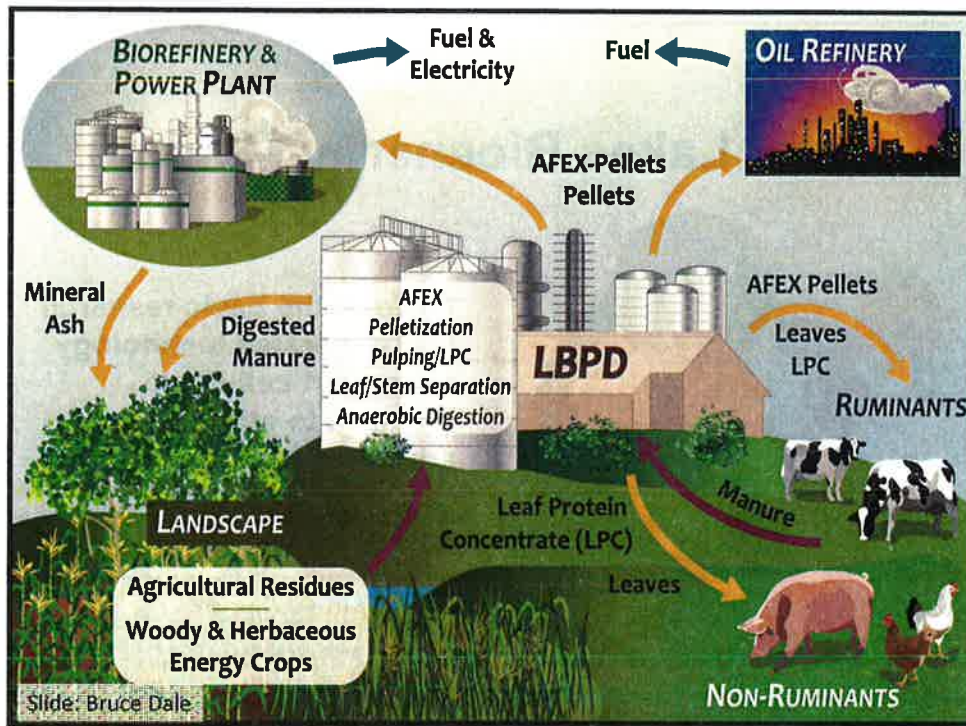 BIOREFINERY &
POWER PLANT
Fuel &
Electricity
Fuel
OIL REFINERY
AFEX-Pellets
Pellets
Mineral
Ash
Digested
Manure
AFEX
Pelletization
Pulping/LPC
Leaf/Stem Separation
Anaerobic Digestion
LBPD
AFEX Pellets
Leaves
LPC
RUMINANTS
Manure
LANDSCAPE
Leaf Protein
Concentrate (LPC)
Leaves
Agricultural Residues
Woody & Herbaceous
Energy Crops
NON-RUMINANTS
Slide: Bruce Dale